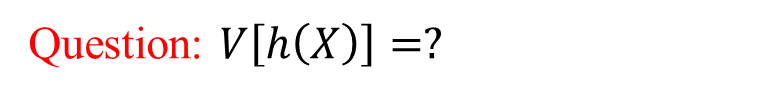 Question: V[h(X)] =?